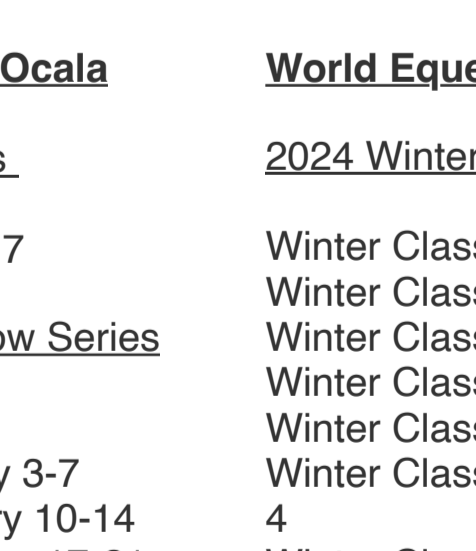 Ocala
s
7
ow Series
y 3-7
ry 10-14
World Eque
2024 Winter
Winter Class
Winter Class
Winter Class
Winter Class
Winter Class
Winter Class
4